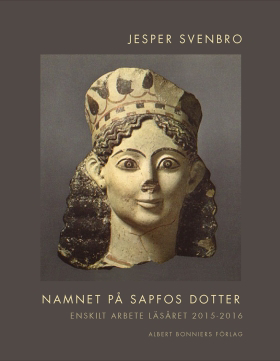 JESPER SVENBRO
NAMNET PÅ SAPFOS DOTTER
ENSKILT ARBETE LÄSÅRET 2015-2016
ALBERT BONNIERS FÖRLAG